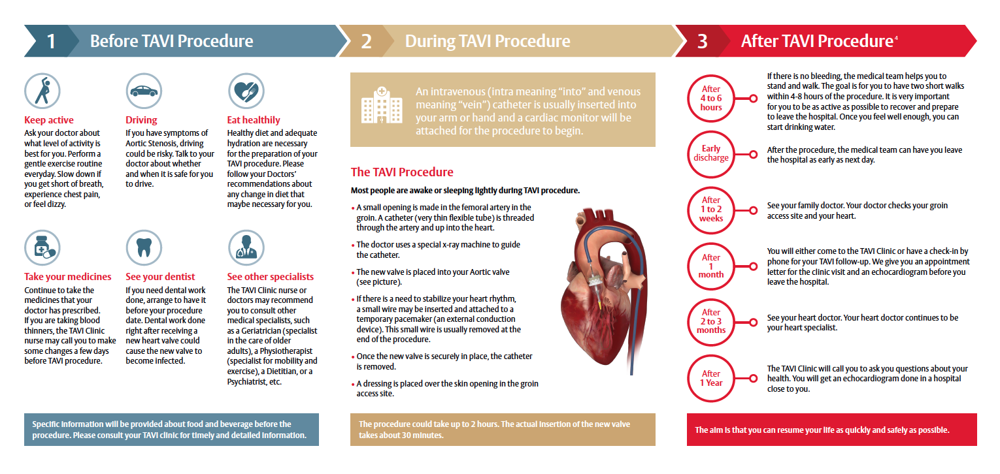 1 Before TAVI Procedure
Keep active
Ask your doctor about
what level of activity is
best for you. Perform a
gentle exercise routine
everyday. Slow down if
you get short of breath,
experience chest pain,
or feel dizzy.
Driving
If you have symptoms of
Aortic Stenosis, driving
could be risky. Talk to your
doctor about whether
and when it is safe for you
to drive.
Eat healthily
Healthy diet and adequate
hydration are necessary
for the preparation of your
TAVI procedure. Please
follow your Doctors’
recommendations about
any change in diet that
maybe necessary for you.
Take your medicines
Continue to take the
medicines that your
doctor has prescribed.
If you are taking blood
thinners, the TAVI Clinic
nurse may call you to make
some changes a few days
before TAVI procedure.
See your dentist
If you need dental work
done, arrange to have it
before your procedure
date. Dental work done
right after receiving a
new heart valve could
cause the new valve to
become infected.
See other specialists
The TAVI Clinic nurse or
doctors may recommend
you to consult other
medical specialists, such
as a Geriatrician (specialist
in the care of older
adults), a Physiotherapist
(specialist for mobility and
exercise), a Dietitian, or a
Psychiatrist, etc.
Specific information will be provided about food and beverage before the
procedure. Please consult your TAVI clinic for timely and detailed information.
2 During TAVI Procedure
An intravenous (intra meaning “into” and venous
meaning “vein”) catheter is usually inserted into
your arm or hand and a cardiac monitor will be
attached for the procedure to begin.
The TAVI Procedure
Most people are awake or sleeping lightly during TAVI procedure.
• A small opening is made in the femoral artery in the
groin. A catheter (very thin flexible tube) is threaded
through the artery and up into the heart.
• The doctor uses a special x-ray machine to guide
the catheter.
• The new valve is placed into your Aortic valve
(see picture).
• If there is a need to stabilize your heart rhythm,
a small wire may be inserted and attached to a
temporary pacemaker (an external conduction
device). This small wire is usually removed at the
end of the procedure.
• Once the new valve is securely in place, the catheter
is removed.
• A dressing is placed over the skin opening in the groin
access site.
The procedure could take up to 2 hours. The actual insertion of the new valve
takes about 30 minutes.
3 After TAVI Procedure⁴
After
4 to 6
hours
If there is no bleeding, the medical team helps you to
stand and walk. The goal is for you to have two short walks
within 4-8 hours of the procedure. It is very important
for you to be as active as possible to recover and prepare
to leave the hospital. Once you feel well enough, you can
start drinking water.
Early
discharge
After the procedure, the medical team can have you leave
the hospital as early as next day.
After
1 to 2
weeks
See your family doctor. Your doctor checks your groin
access site and your heart.
After
1
month
You will either come to the TAVI Clinic or have a check-in by
phone for your TAVI follow-up. We give you an appointment
letter for the clinic visit and an echocardiogram before you
leave the hospital.
After
2 to 3
months
See your heart doctor. Your heart doctor continues to be
your heart specialist.
After
1 Year
The TAVI Clinic will call you to ask you questions about your
health. You will get an echocardiogram done in a hospital
close to you.
The aim is that you can resume your life as quickly and safely as possible.